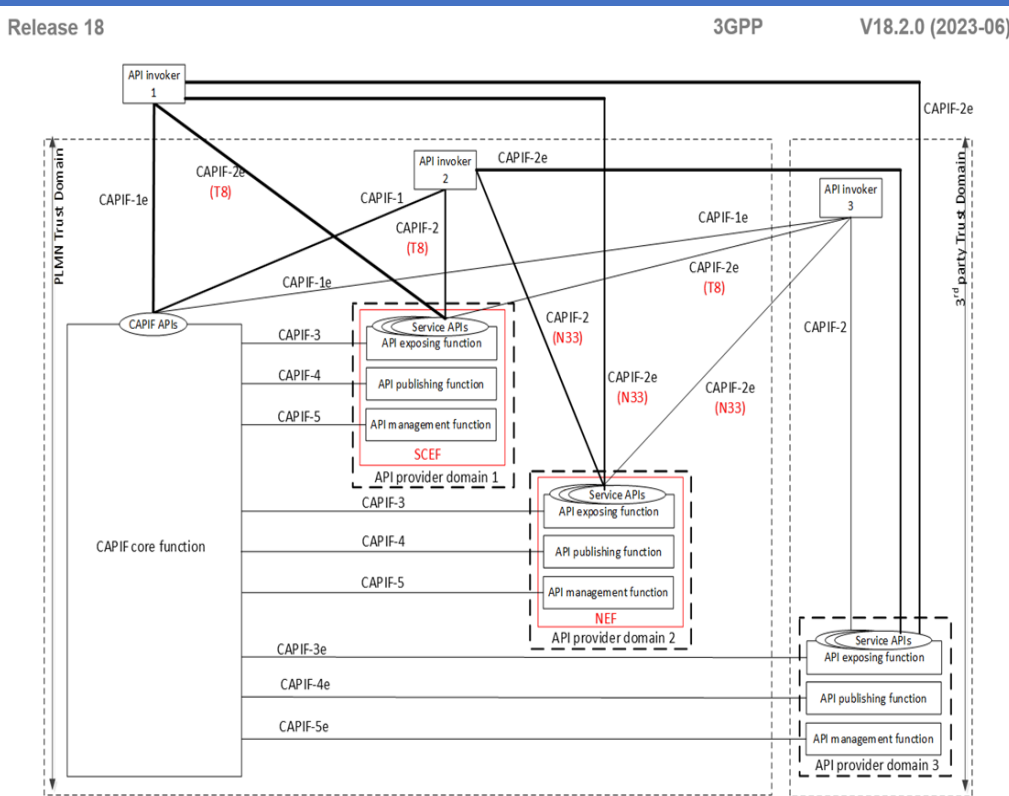 Release 18
3GPP
V18.2.0 (2023-06)
API invoker
1
CAPIF-2e
PLMN Trust Domain
3rd party Trust Domain
CAPIF-2e
(T8)
API invoker
2
CAPIF-2e
API invoker
3
CAPIF-1e
CAPIF-1
CAPIF-2
(T8)
CAPIF-1e
CAPIF-2e
(T8)
CAPIF-1e
CAPIF APIs
CAPIF-2
(N33)
CAPIF-2
CAPIF-3
Service APIs
API exposing function
CAPIF-4
API publishing function
CAPIF-5
API management function
SCEF
API provider domain 1
CAPIF-2e
(N33)
CAPIF-2e
(N33)
CAPIF core function
CAPIF-3
Service APIs
API exposing function
CAPIF-4
API publishing function
CAPIF-5
API management function
NEF
API provider domain 2
CAPIF-3e
Service APIs
API exposing function
CAPIF-4e
API publishing function
CAPIF-5e
API management function
API provider domain 3